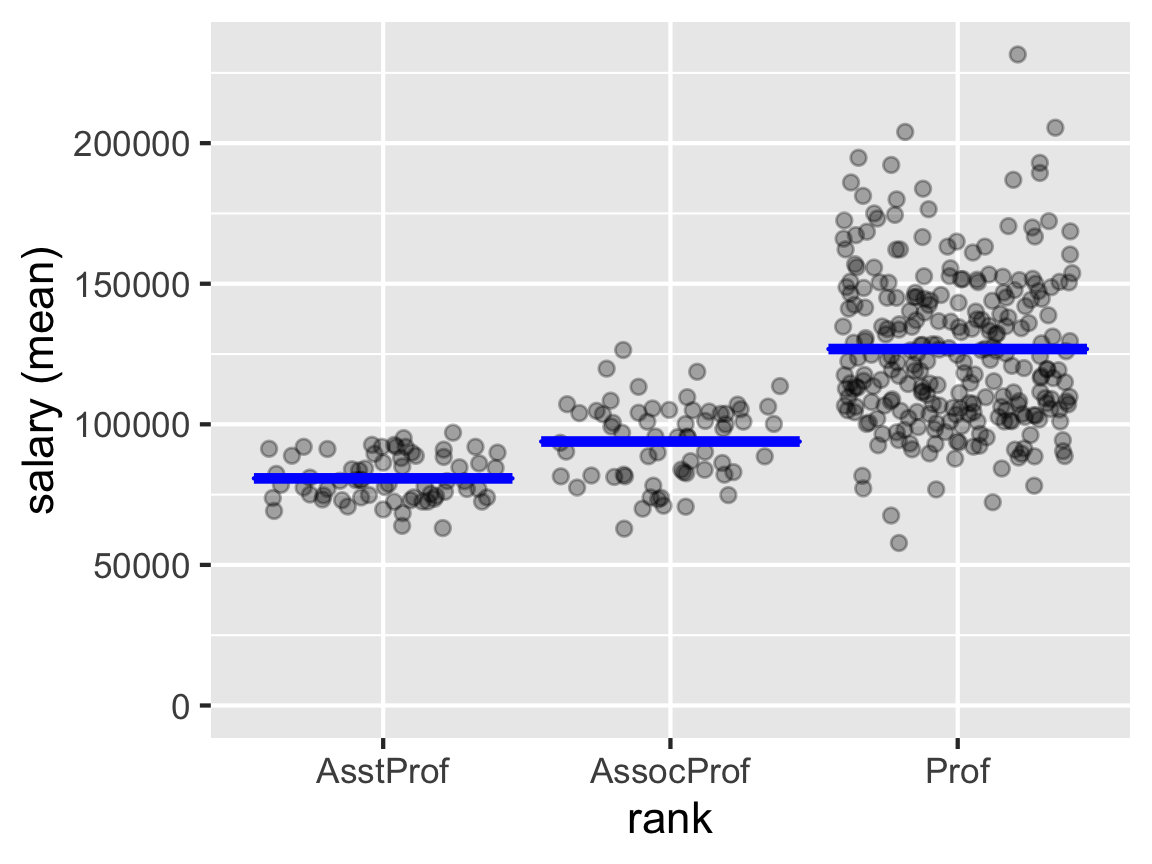 salary (mean)
200000
150000
100000
50000
0
AsstProf
AssocProf
Prof
rank